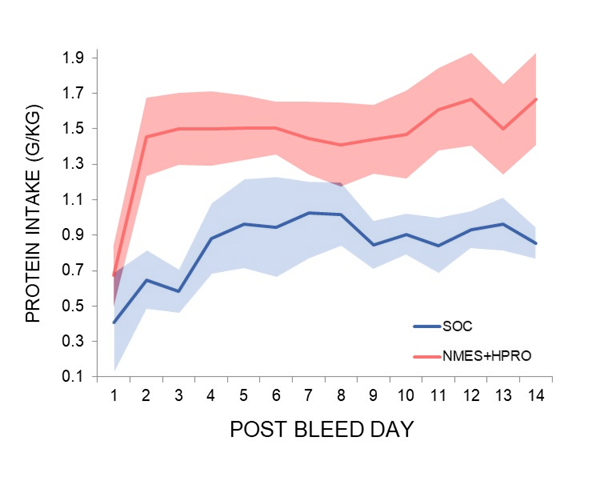 PROTEIN INTAKE (G/KG)
1.9
1.7
1.5
1.3
1.1
0.9
0.7
0.5
0.3
0.1
SOC
NMES+HPRO
1 2 3 4 5 6 7 8 9 10 11 12 13 14
POST BLEED DAY